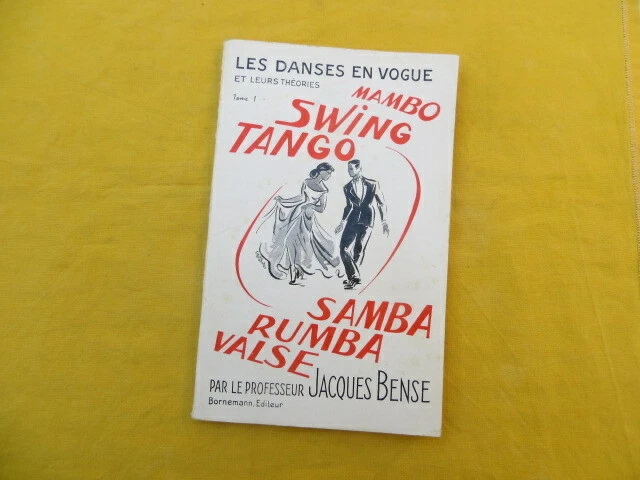 LES DANSES EN VOGUE
ET LEURS THÉORIES
Tome 1
MAMBO
SWING
TANGO
SAMBA
RUMBA
VALSE
PAR LE PROFESSEUR JACQUES BENSE
Bornemann, Editeur